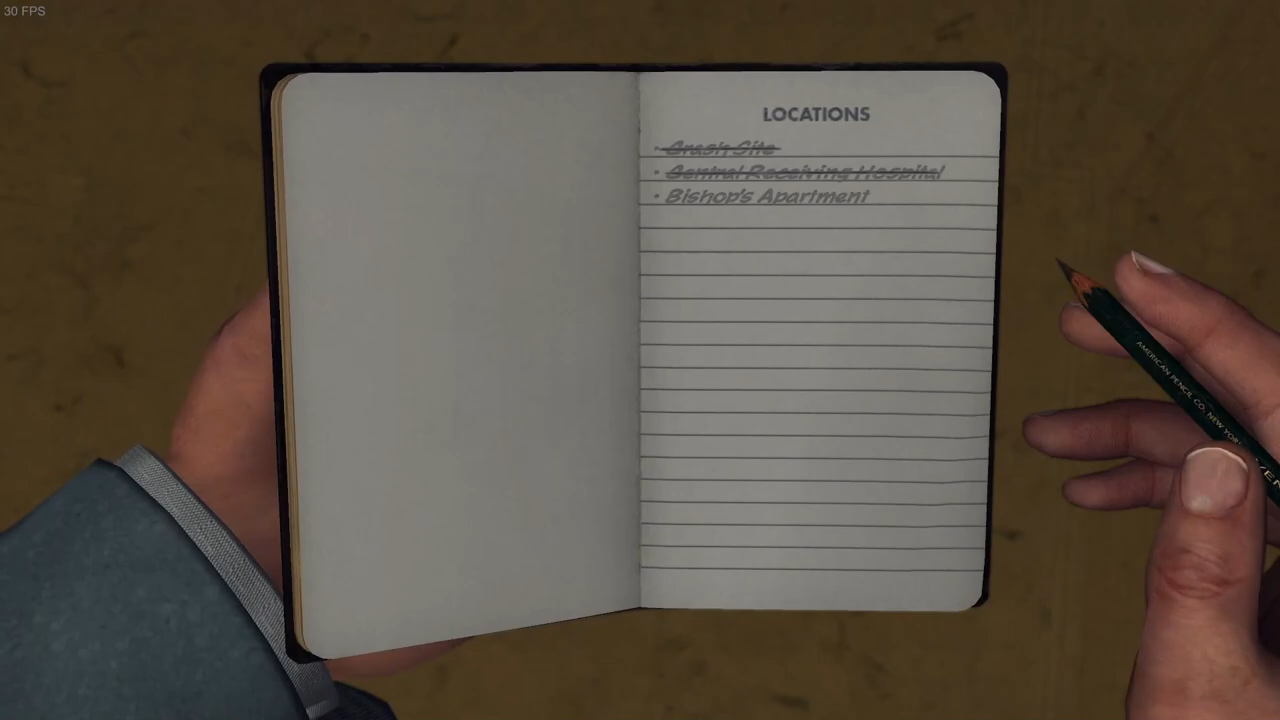 30 FPS
LOCATIONS
• Crash Site
• Central Receiving Hospital
• Bishop's Apartment
AMERICAN PENCIL CO. NEW YORK